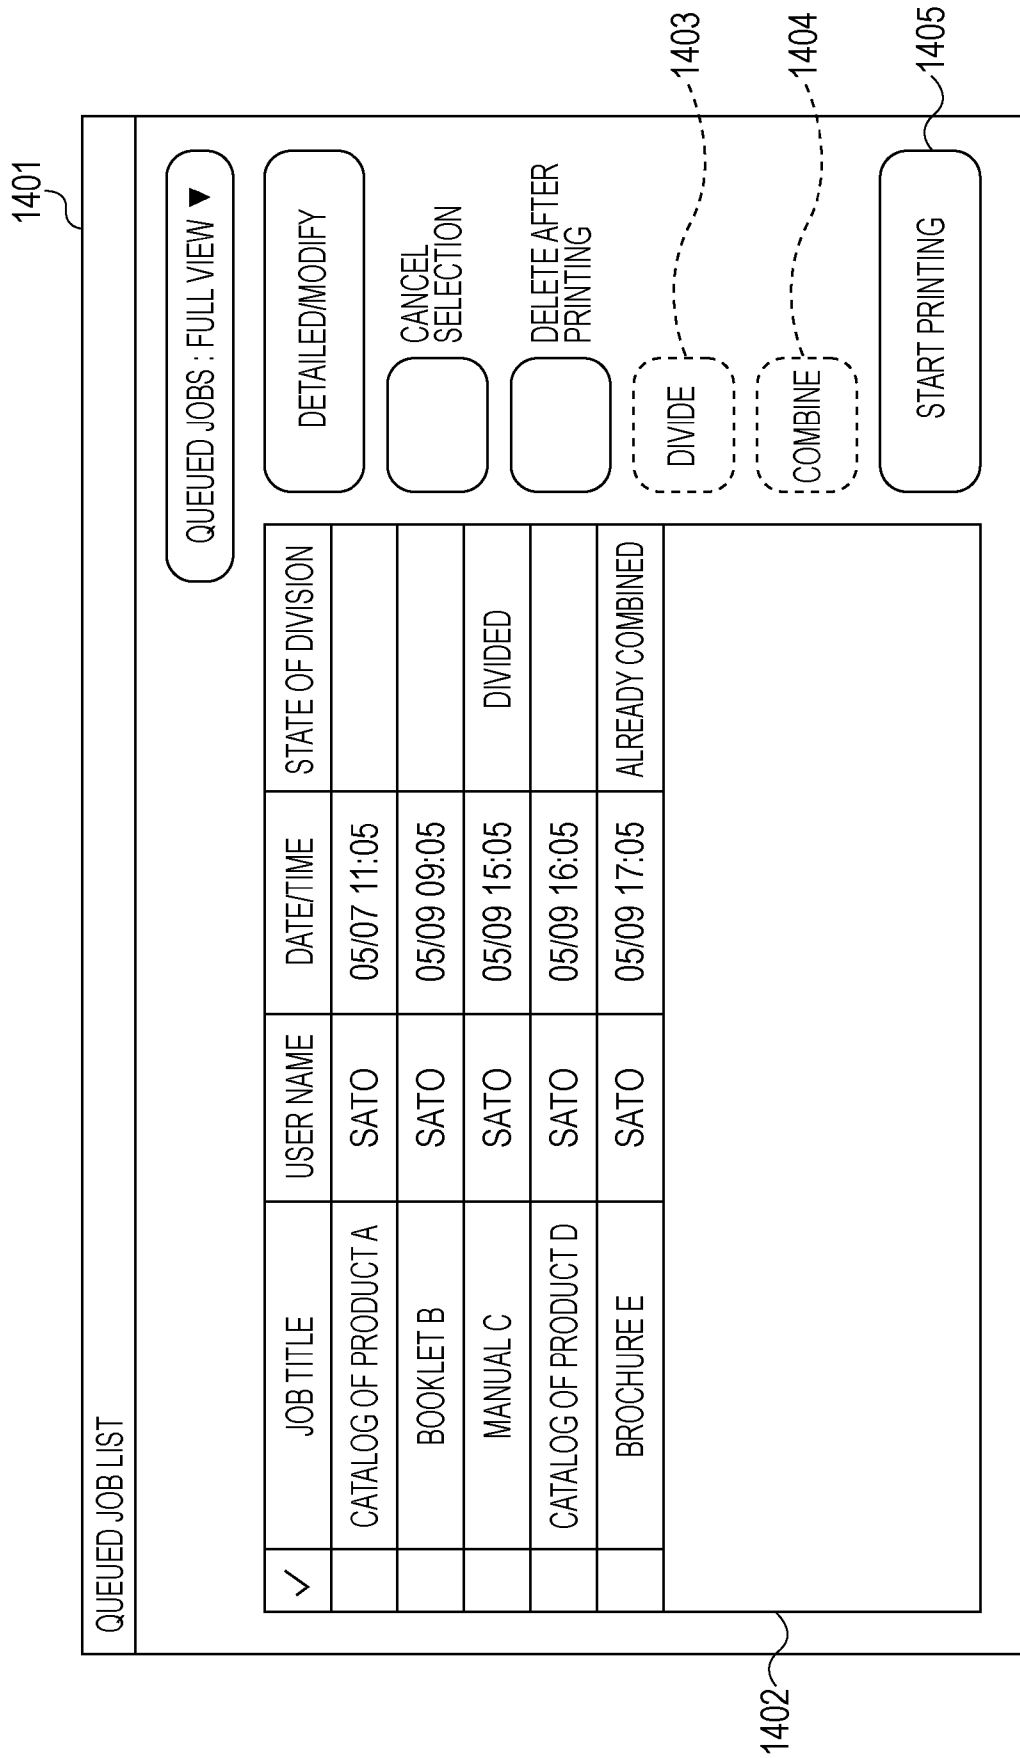 1401
QUEUED JOB LIST
QUEUED JOBS : FULL VIEW ▼
✓ JOB TITLE USER NAME DATE/TIME STATE OF DIVISION
CATALOG OF PRODUCT A SATO 05/07 11:05
BOOKLET B SATO 05/09 09:05
MANUAL C SATO 05/09 15:05 DIVIDED
CATALOG OF PRODUCT D SATO 05/09 16:05
BROCHURE E SATO 05/09 17:05 ALREADY COMBINED
DETAILED/MODIFY
CANCEL
SELECTION
DELETE AFTER
PRINTING
DIVIDE
1403
COMBINE
1404
START PRINTING
1405
1402